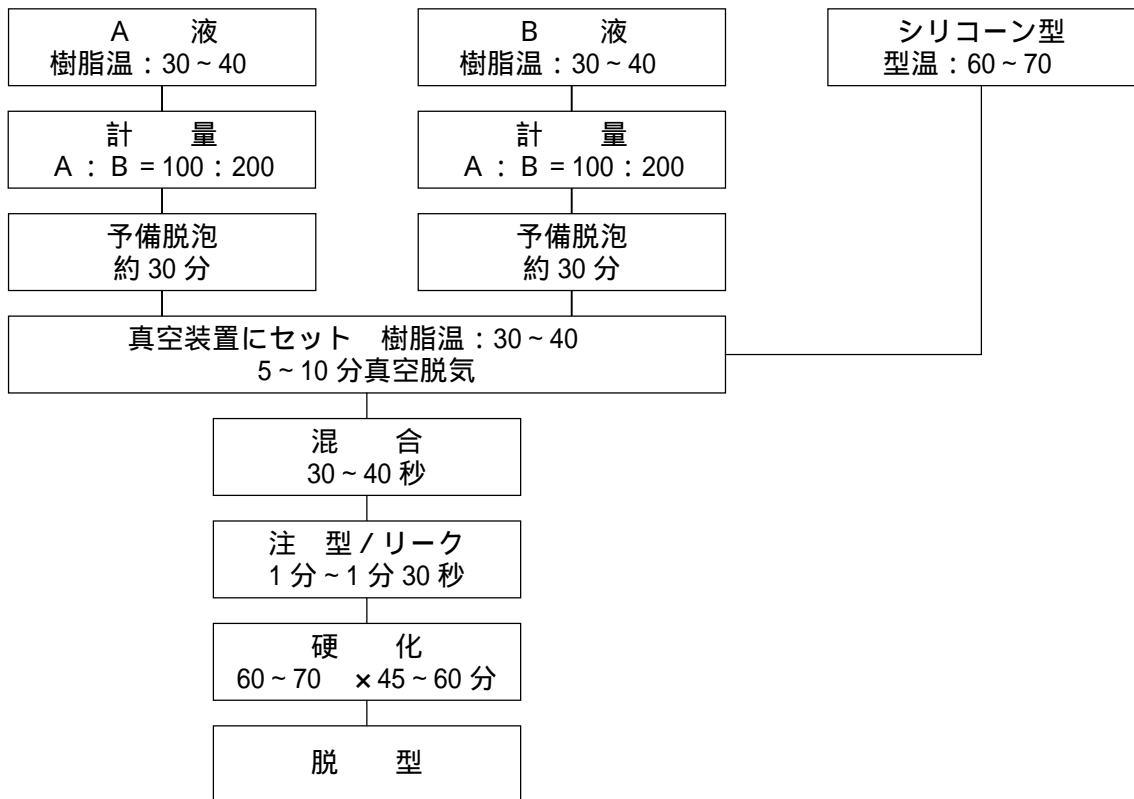 A 液
樹脂温：30～40
B 液
樹脂温：30～40
シリコーン型
型温：60～70
計 量
A：B＝100：200
計 量
A：B＝100：200
予備脱泡
約 30 分
予備脱泡
約 30 分
真空装置にセット 樹脂温：30～40
5～10 分真空脱気
混 合
30～40 秒
注 型 / リーク
1 分～1 分 30 秒
硬 化
60～70 ×45～60 分
脱 型